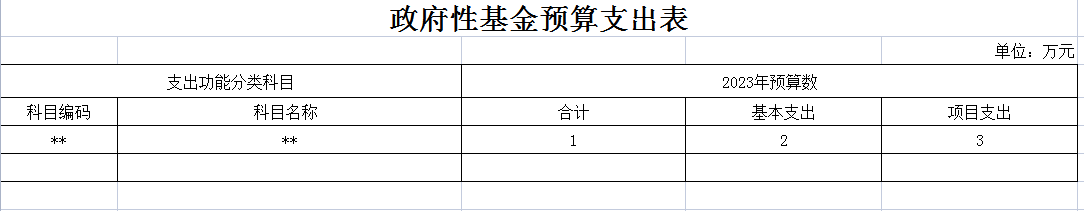 政府性基金预算支出表
单位：万元
支出功能分类科目 2023年预算数
科目编码 科目名称 合计 基本支出 项目支出
** ** 1 2 3